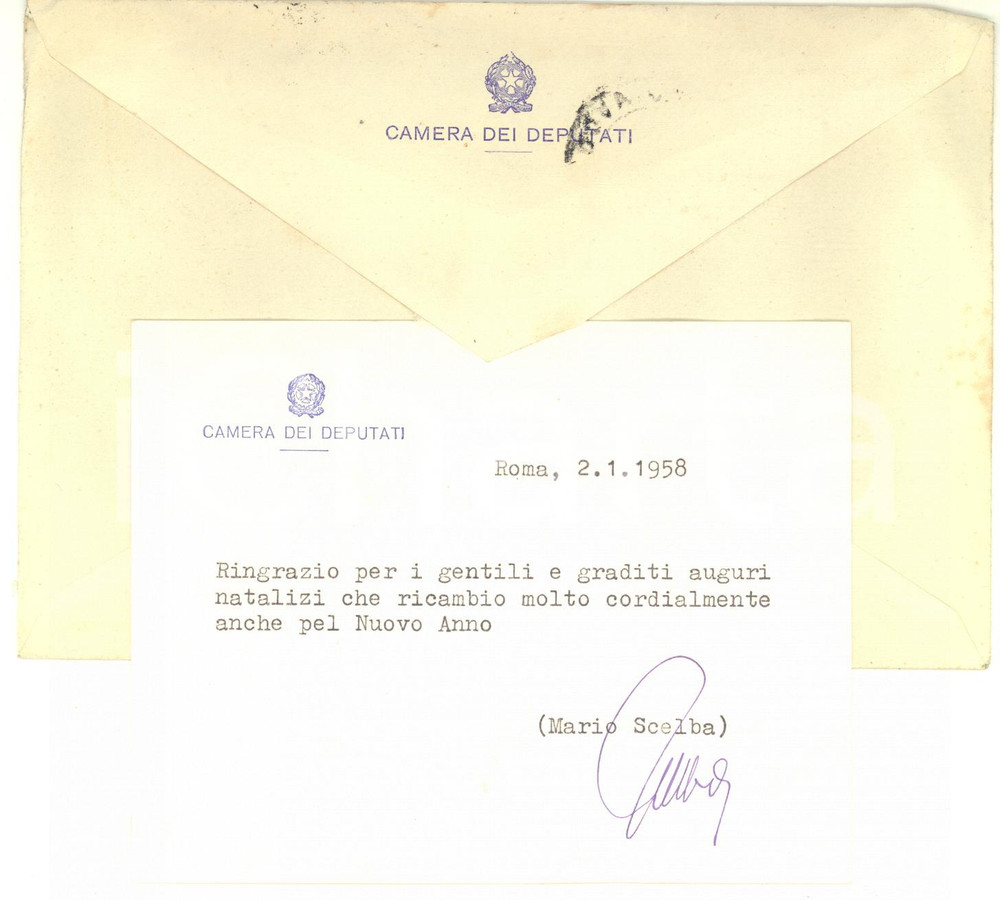 CAMERA DEI DEPUTATI
CAMERA DEI DEPUTATI
Roma, 2.1.1958
Ringrazio per i gentili e graditi auguri
natalizi che ricambio molto cordialmente
anche pel Nuovo Anno
(Mario Scelba)